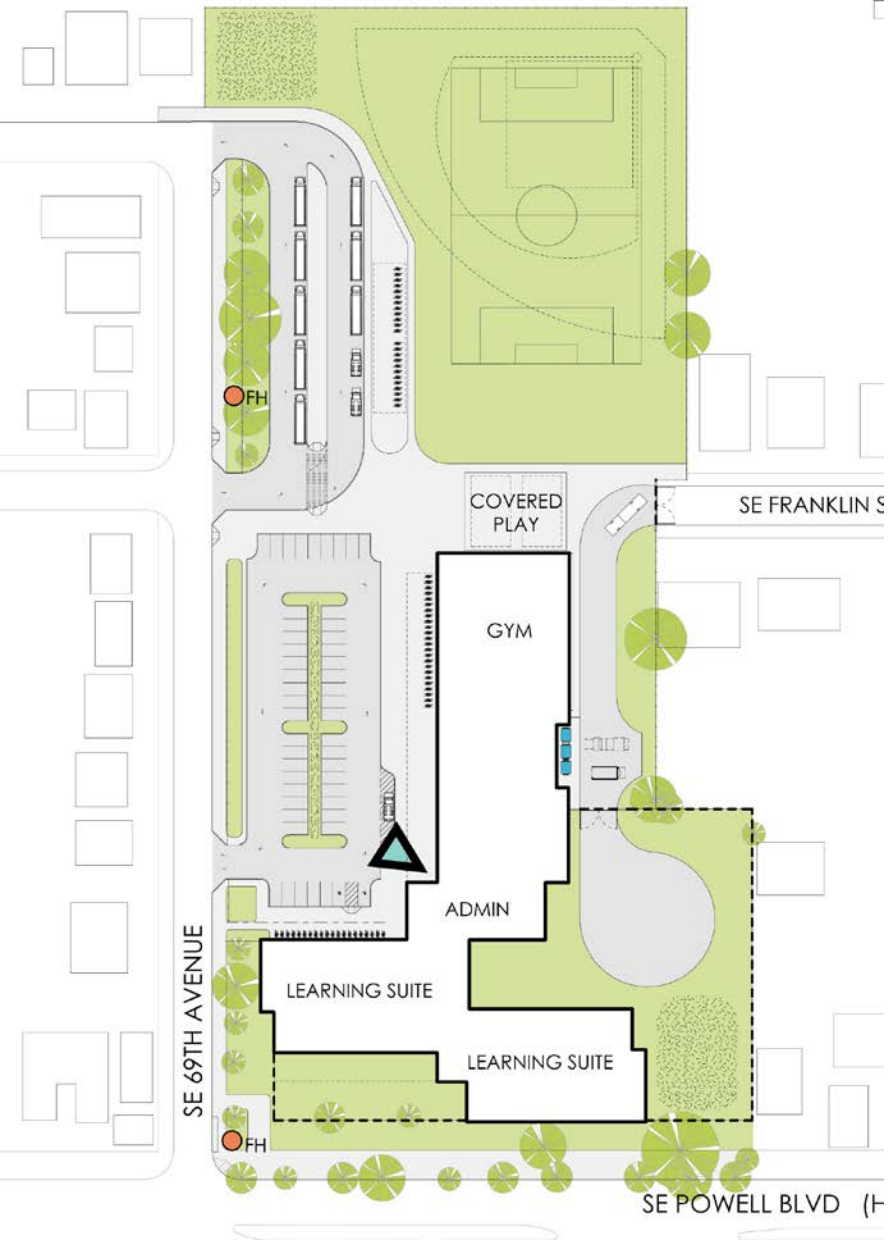 FH
COVERED
PLAY
SE FRANKLIN S
GYM
ADMIN
SE 69TH AVENUE
LEARNING SUITE
LEARNING SUITE
FH
SE POWELL BLVD (H